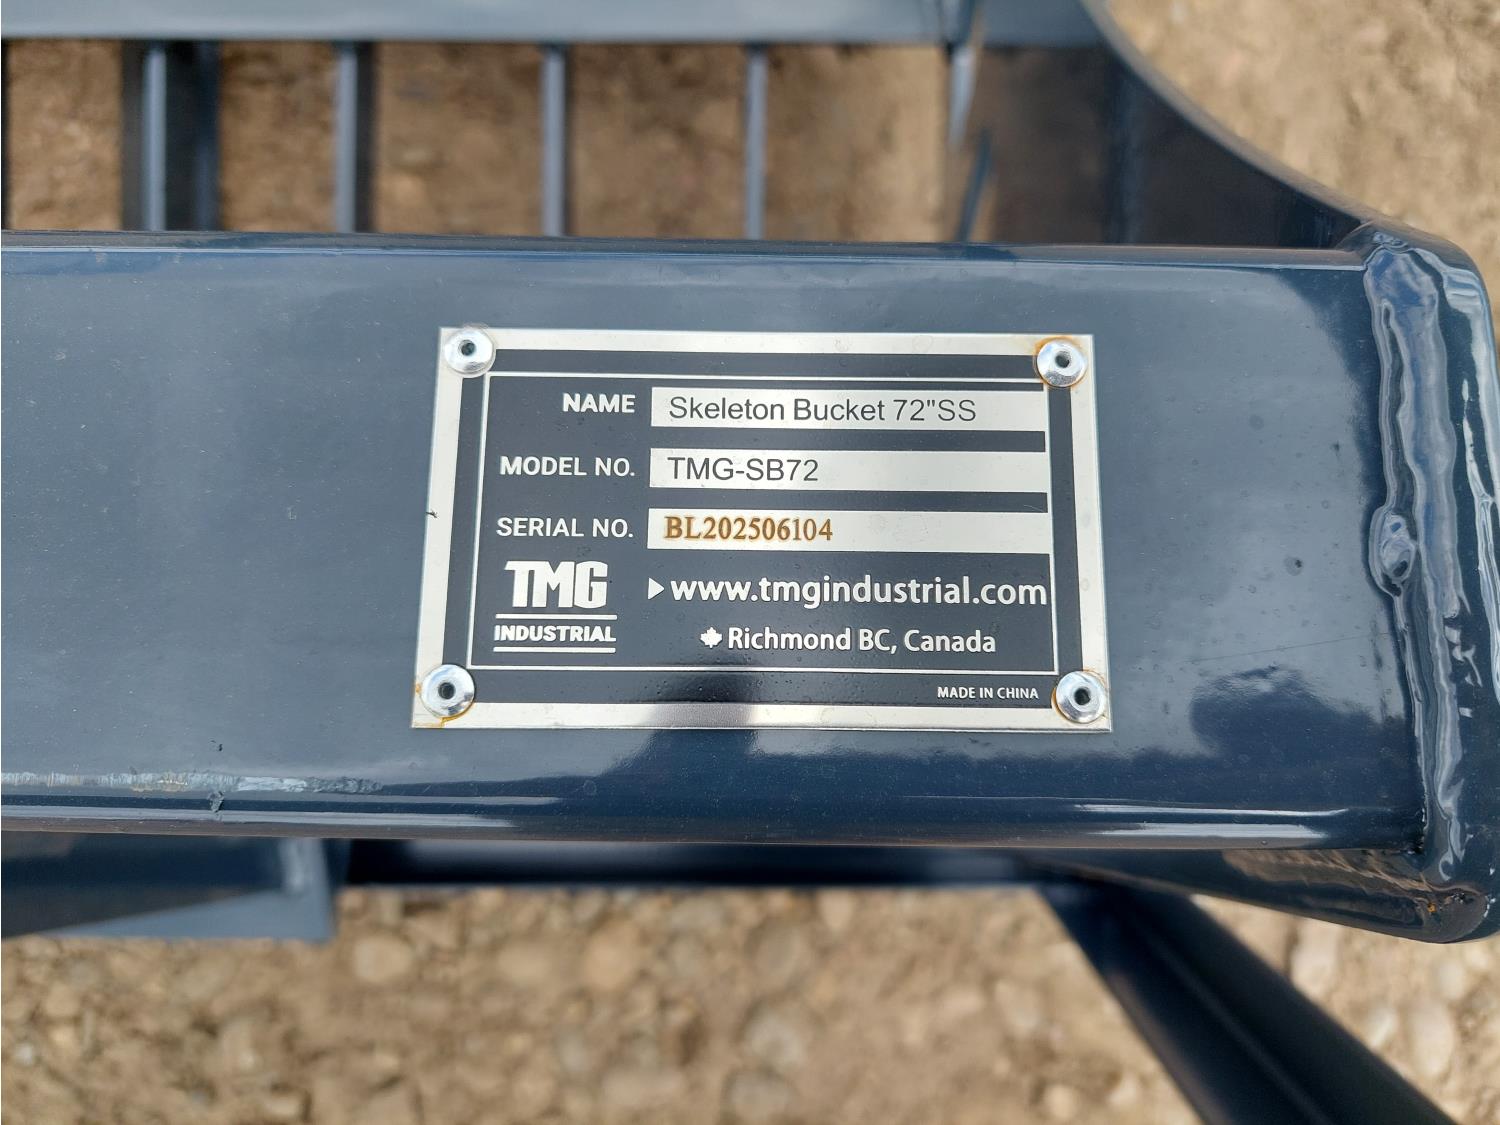 NAME Skeleton Bucket 72"SS
MODEL NO. TMG-SB72
SERIAL NO. BL202506104
TMG
INDUSTRIAL
www.tmgindustrial.com
Richmond BC, Canada
MADE IN CHINA